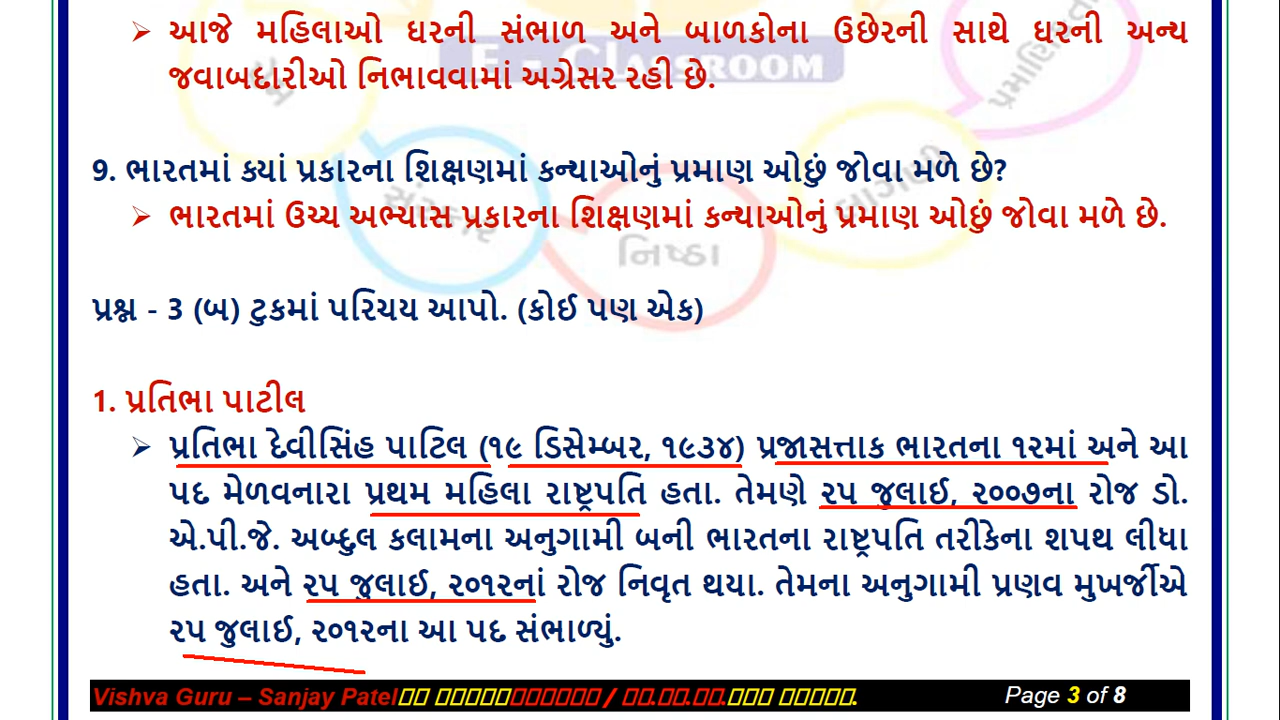 ➢ આજે મહિલાઓ ઘરની સંભાળ અને બાળકોના ઉછેરની સાથે ઘરની અન્ય
જવાબદારીઓ નિભાવવામાં અગ્રેસર રહી છે.
E - CLASSROOM
9. ભારતમાં ક્યાં પ્રકારના શિક્ષણમાં કન્યાઓનું પ્રમાણ ઓછું જોવા મળે છે?
➢ ભારતમાં ઉચ્ચ અભ્યાસ પ્રકારના શિક્ષણમાં કન્યાઓનું પ્રમાણ ઓછું જોવા મળે છે.
સંસ્કાર
લાગણી
નિષ્ઠા
પ્રશ્ન - 3 (બ) ટુકમાં પરિચય આપો. (કોઈ પણ એક)
1. પ્રતિભા પાટીલ
➢ પ્રતિભા દેવીસિંહ પાટિલ (૧૯ ડિસેમ્બર, ૧૯૩૪) પ્રજાસત્તાક ભારતના ૧૨માં અને આ
પદ મેળવનારા પ્રથમ મહિલા રાષ્ટ્રપતિ હતા. તેમણે ૨૫ જુલાઈ, ૨૦૦૭ના રોજ ડો.
એ.પી.જે. અબ્દુલ કલામના અનુગામી બની ભારતના રાષ્ટ્રપતિ તરીકેના શપથ લીધા
હતા. અને ૨૫ જુલાઈ, ૨૦૧૨નાં રોજ નિવૃત થયા. તેમના અનુગામી પ્રણવ મુખર્જીએ
૨૫ જુલાઈ, ૨૦૧૨ના આ પદ સંભાળ્યું.
Vishva Guru – Sanjay Patel
Page 3 of 8